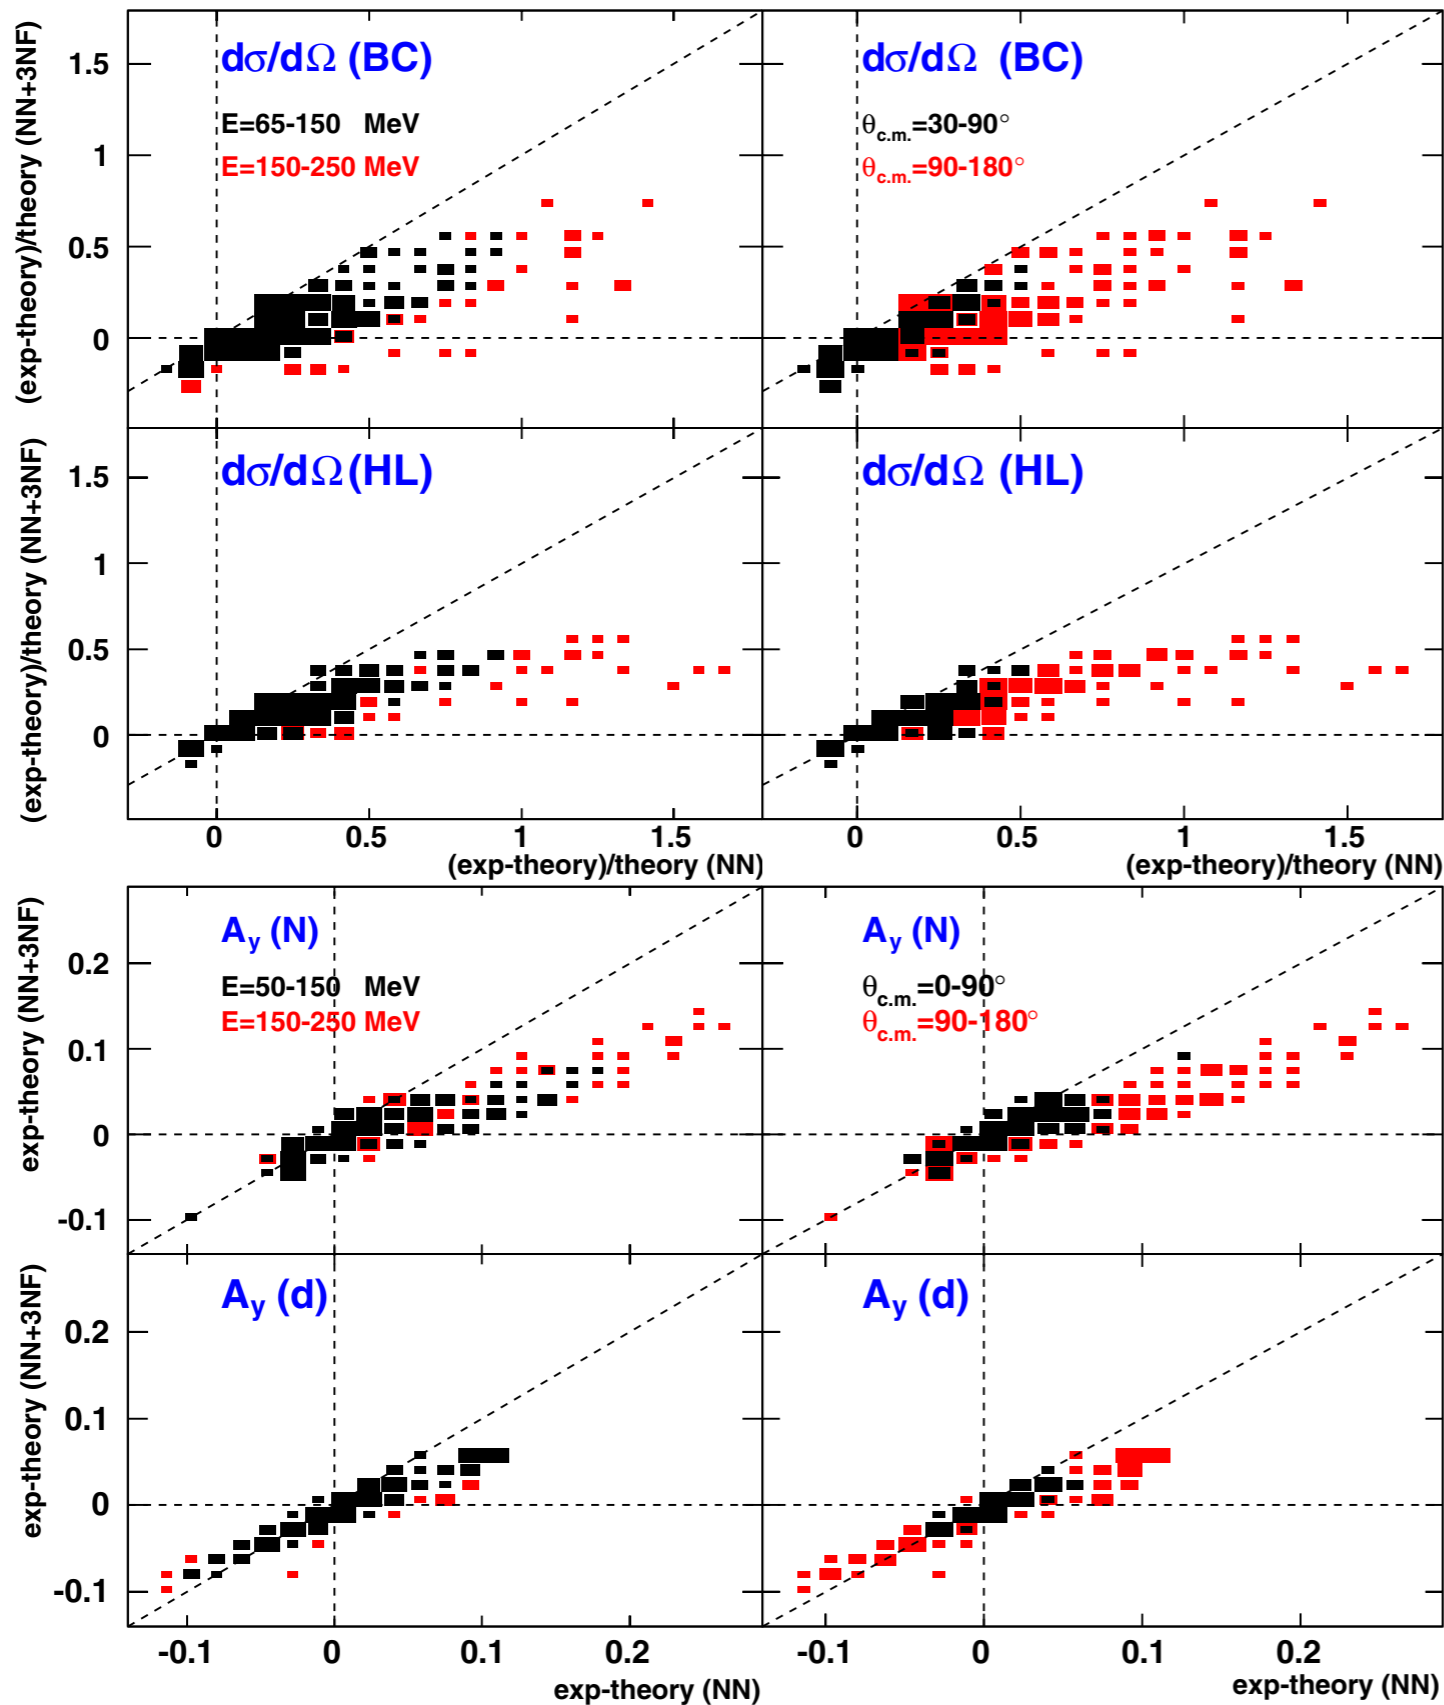 (exp-theory)/theory (NN+3NF)
1.5
1
0.5
0
dσ/dΩ (BC)
E=65-150 MeV
E=150-250 MeV
dσ/dΩ (BC)
θc.m.=30-90°
θc.m.=90-180°
(exp-theory)/theory (NN+3NF)
1.5
1
0.5
0
dσ/dΩ (HL)
dσ/dΩ (HL)
0 0.5 1 1.5
0 0.5 1 1.5
(exp-theory)/theory (NN)
(exp-theory)/theory (NN)
exp-theory (NN+3NF)
0.2
0.1
0
-0.1
Ay (N)
E=50-150 MeV
E=150-250 MeV
Ay (N)
θc.m.=0-90°
θc.m.=90-180°
exp-theory (NN+3NF)
0.2
0.1
0
-0.1
Ay (d)
Ay (d)
-0.1 0 0.1 0.2
-0.1 0 0.1 0.2
exp-theory (NN)
exp-theory (NN)